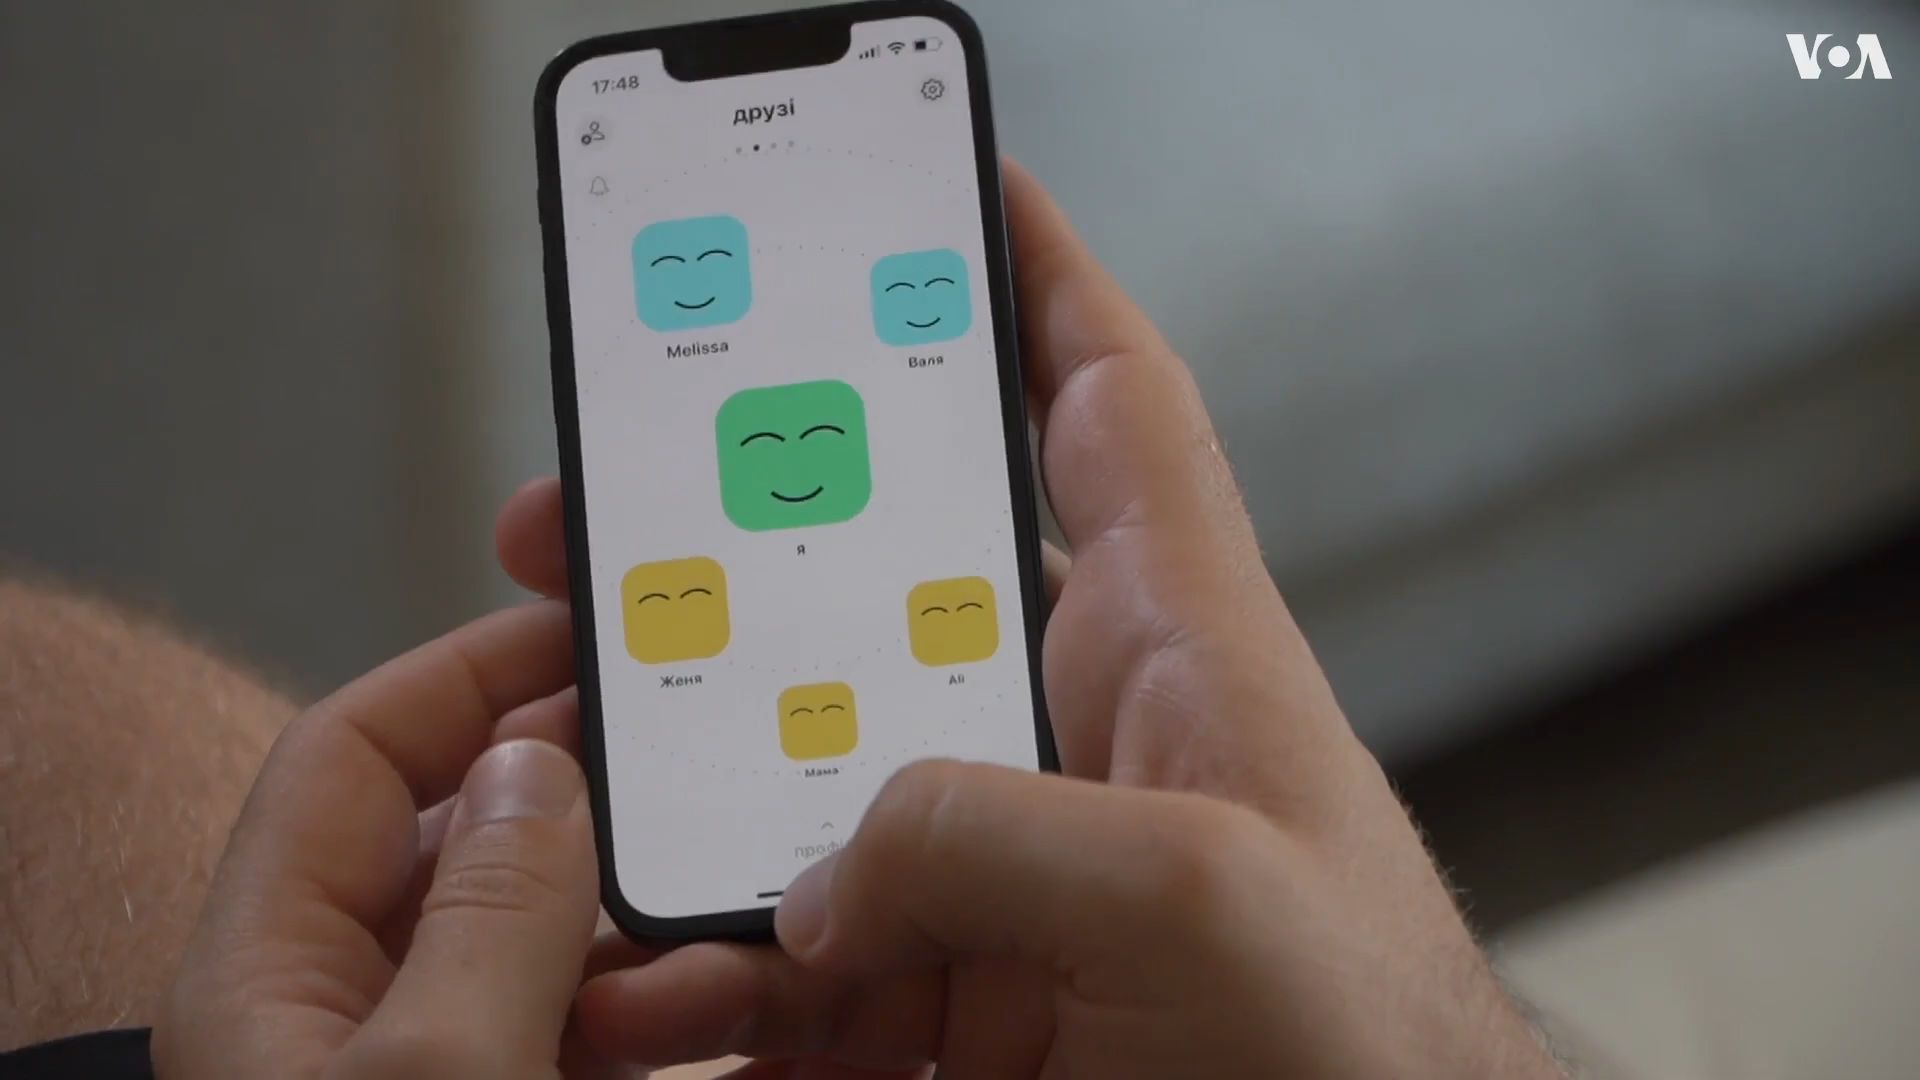 VOA
17:48
друзі
Melissa
Валя
я
Женя
Ali
Мама